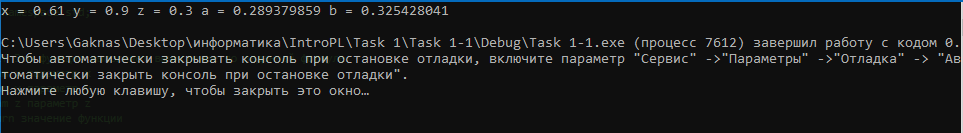 x = 0.61 y = 0.9 z = 0.3 a = 0.289379859 b = 0.325428041
C:\Users\Gaknas\Desktop\информатика\IntroPL\Task 1\Task 1-1\Debug\Task 1-1.exe (процесс 7612) завершил работу с кодом 0.
Чтобы автоматически закрывать консоль при остановке отладки, включите параметр "Сервис" ->"Параметры" ->"Отладка" -> "Ав
томатически закрыть консоль при остановке отладки".
Нажмите любую клавишу, чтобы закрыть это окно…
z параметр z
значение функции